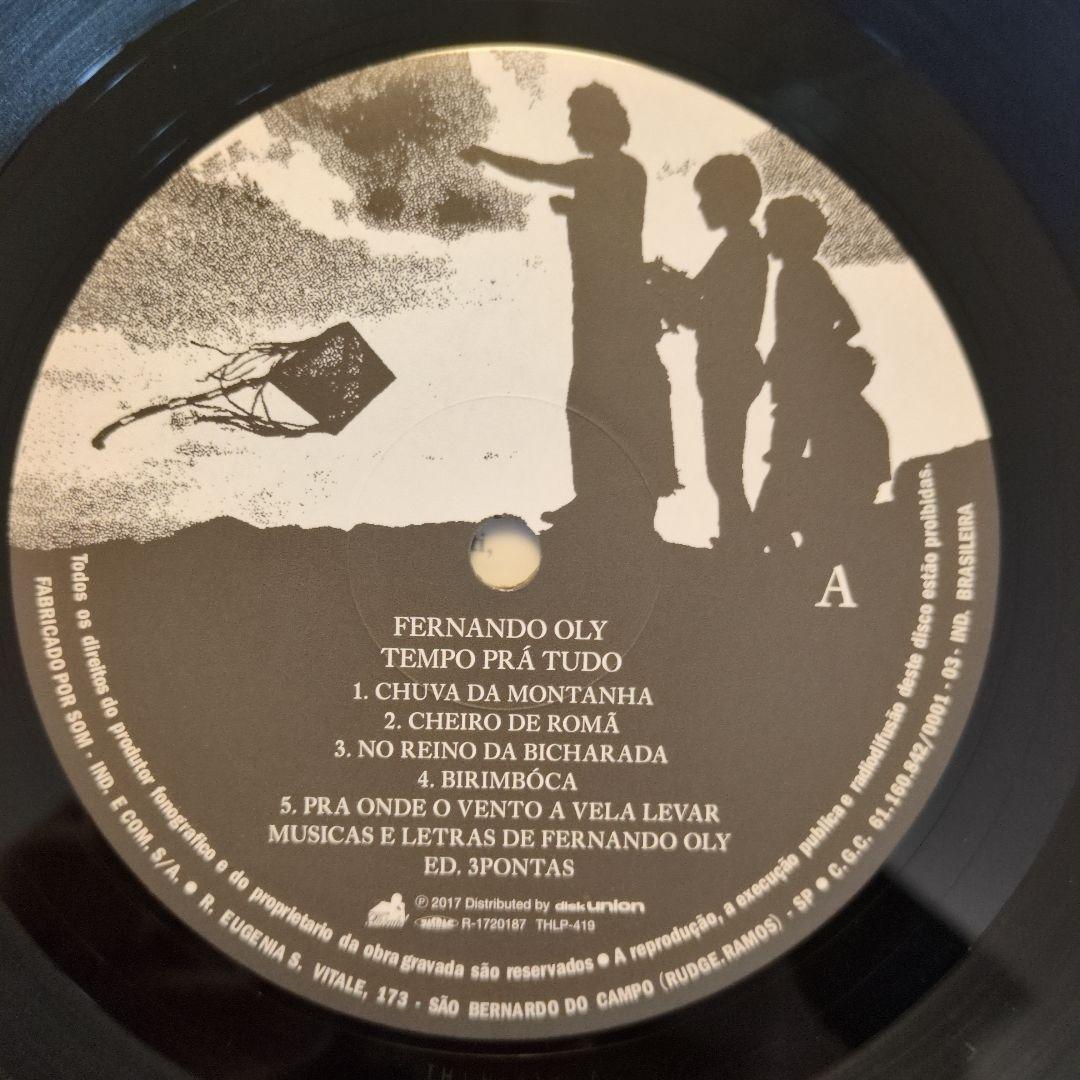 A
FERNANDO OLY
TEMPO PRÁ TUDO
1. CHUVA DA MONTANHA
2. CHEIRO DE ROMÃ
3. NO REINO DA BICHARADA
4. BIRIMBÓCA
5. PRA ONDE O VENTO A VELA LEVAR
MUSICAS E LETRAS DE FERNANDO OLY
ED. 3PONTAS
℗ 2017 Distributed by diskunion
R-1720187 THLP-419
Todos os direitos do produtor fonográfico e do proprietario da obra gravada são reservados ● A reprodução, a execução publica e radiodifusão deste disco estão proibidas.
FABRICADO POR SOM - IND. E COM. S/A. ● R. EUGENIA S. VITALE, 173 - SÃO BERNARDO DO CAMPO (RUDGE RAMOS) - SP ● C.G.C. 61.160.942/0001-03 - IND. BRASILEIRA